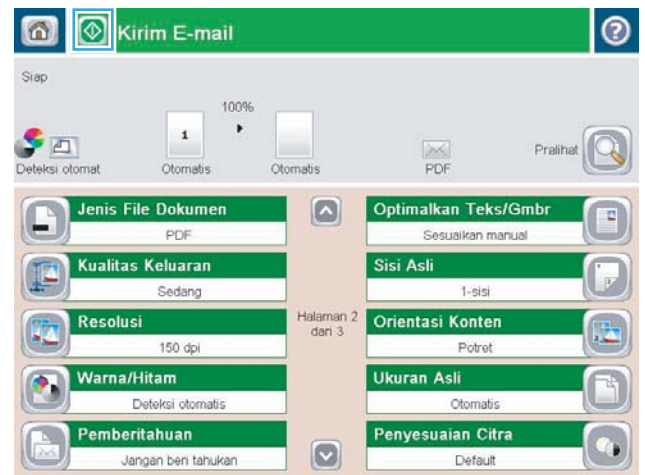 Kirim E-mail
?
Siap
100%
1
Deteksi otomat
Otomatis
Otomatis
PDF
Pralihat
Jenis File Dokumen
PDF
Kualitas Keluaran
Sedang
Resolusi
150 dpi
Warna/Hitam
Deteksi otomatis
Pemberitahuan
Jangan beri tahukan
Halaman 2
dari 3
Optimalkan Teks/Gmbr
Sesuaikan manual
Sisi Asli
1-sisi
Orientasi Konten
Potret
Ukuran Asli
Otomatis
Penyesuaian Citra
Default